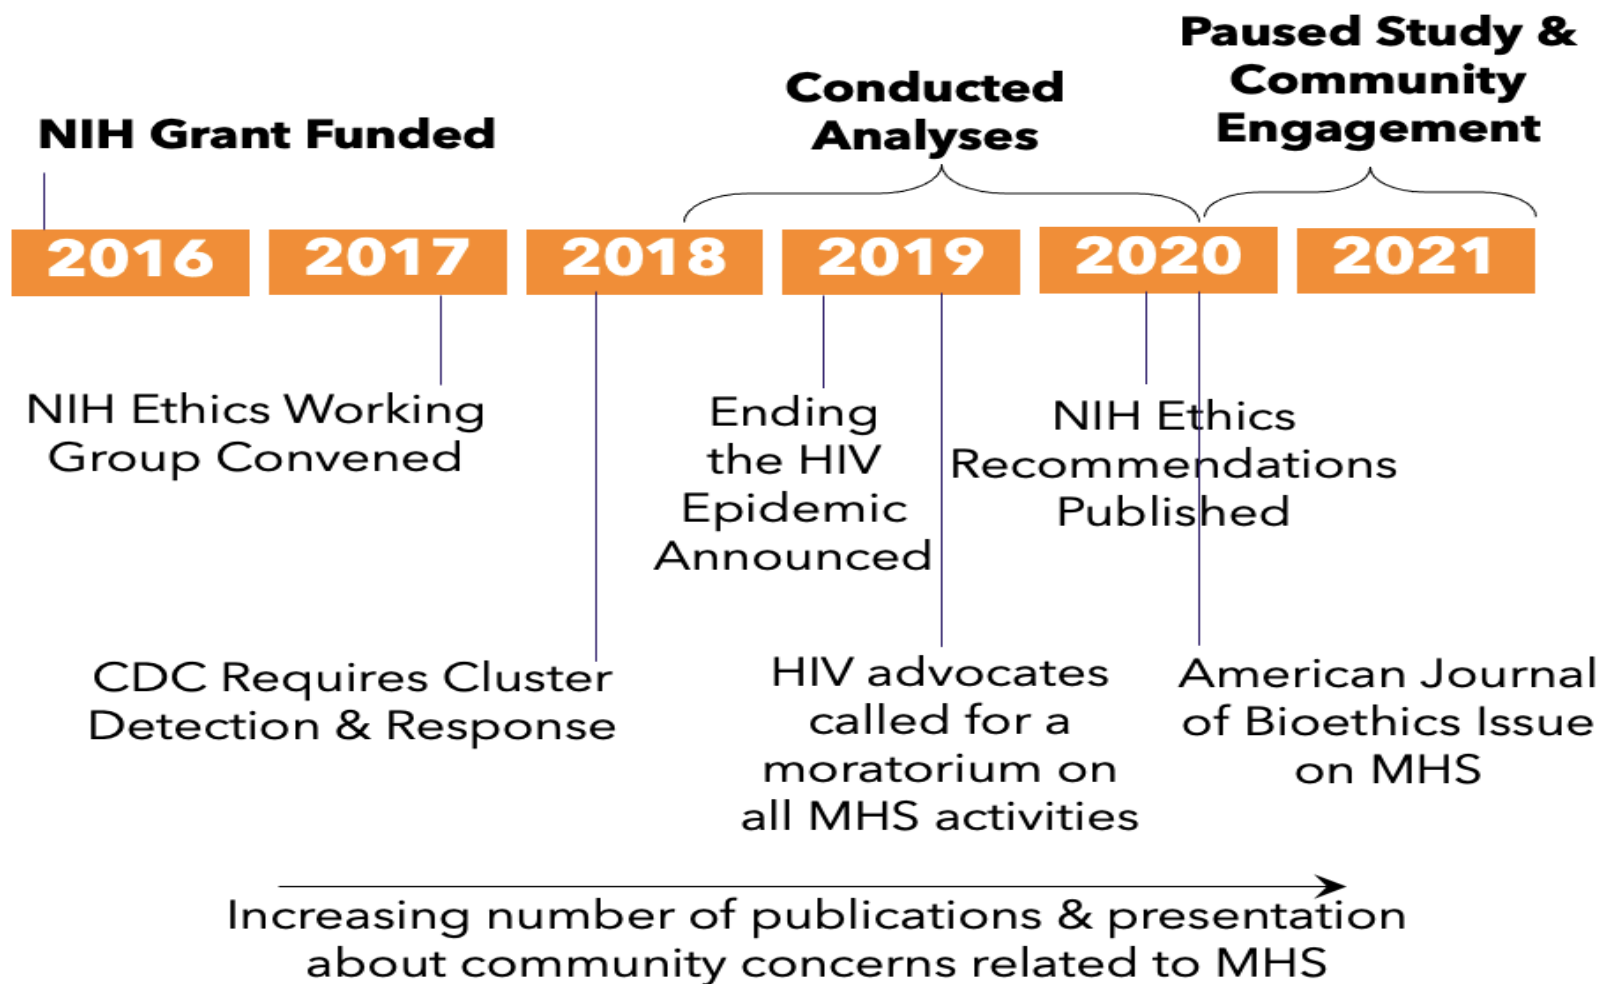 Paused Study &
Community
Engagement
Conducted
Analyses
NIH Grant Funded
2016
2017
2018
2019
2020
2021
NIH Ethics Working
Group Convened
Ending
the HIV
Epidemic
Announced
NIH Ethics
Recommendations
Published
CDC Requires Cluster
Detection & Response
HIV advocates
called for a
moratorium on
all MHS activities
American Journal
of Bioethics Issue
on MHS
Increasing number of publications & presentation
about community concerns related to MHS